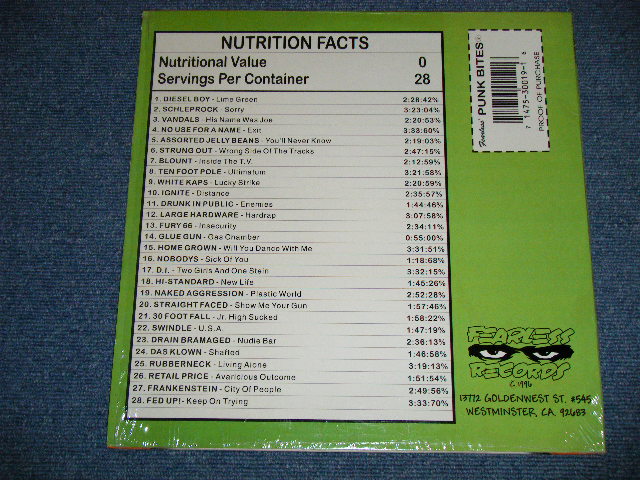 NUTRITION FACTS
Nutritional Value 0
Servings Per Container 28
1. DIESEL BOY - Lime Green 2:28:42%
2. SCHLEPROCK - Sorry 3:23:04%
3. VANDALS - His Name Was Joe 2:20:53%
4. NO USE FOR A NAME - Exit 3:33:60%
5. ASSORTED JELLY BEANS - You'll Never Know 2:19:03%
6. STRUNG OUT - Wrong Side Of The Tracks 2:47:15%
7. BLOUNT - Inside The T.V. 2:12:59%
8. TEN FOOT POLE - Ultimatum 3:21:58%
9. WHITE KAPS - Lucky Strike 2:20:59%
10. IGNITE - Distance 2:35:57%
11. DRUNK IN PUBLIC - Enemies 1:44:46%
12. LARGE HARDWARE - Hardrap 3:07:58%
13. FURY 66 - Insecurity 2:34:11%
14. GLUE GUN - Gas Chamber 0:55:00%
15. HOME GROWN - Will You Dance With Me 3:31:51%
16. NOBODYS - Sick Of You 1:18:68%
17. D.I. - Two Girls And One Stein 3:32:15%
18. HI-STANDARD - New Life 1:45:26%
19. NAKED AGGRESSION - Plastic World 2:52:28%
20. STRAIGHT FACED - Show Me Your Gun 1:57:46%
21. 30 FOOT FALL - Jr. High Sucked 1:58:22%
22. SWINDLE - U.S.A. 1:47:19%
23. DRAIN BRAMAGED - Nudie Bar 2:36:13%
24. DAS KLOWN - Shafted 1:46:58%
25. RUBBERNECK - Living Alone 3:19:13%
26. RETAIL PRICE - Avaricious Outcome 1:51:54%
27. FRANKENSTEIN - City Of People 2:49:56%
28. FED UP! - Keep On Trying 3:33:70%
Fearless' PUNK BITES
7 1475-30019-1 6
PROOF OF PURCHASE
FEARLESS
RECORDS
© 1996
13772 GOLDENWEST ST. #545
WESTMINSTER, CA. 92683